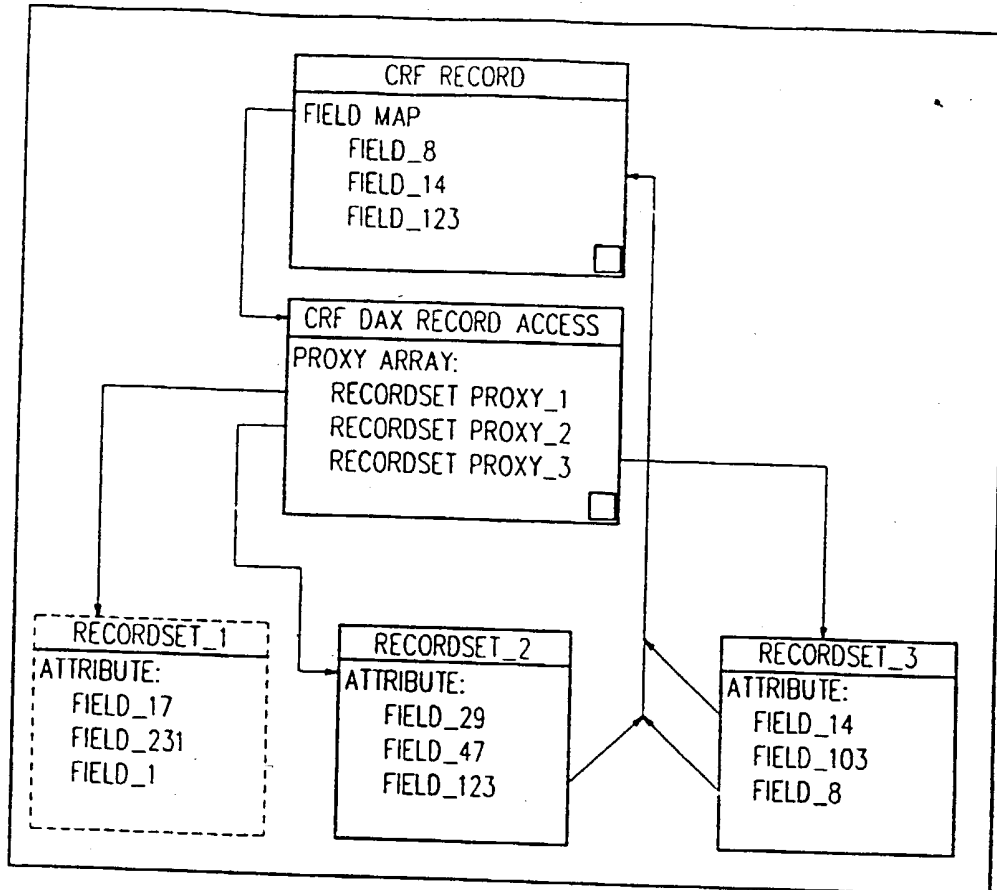 CRF RECORD
FIELD MAP
FIELD_8
FIELD_14
FIELD_123
CRF DAX RECORD ACCESS
PROXY ARRAY:
RECORDSET PROXY_1
RECORDSET PROXY_2
RECORDSET PROXY_3
RECORDSET_1
ATTRIBUTE:
FIELD_17
FIELD_231
FIELD_1
RECORDSET_2
ATTRIBUTE:
FIELD_29
FIELD_47
FIELD_123
RECORDSET_3
ATTRIBUTE:
FIELD_14
FIELD_103
FIELD_8